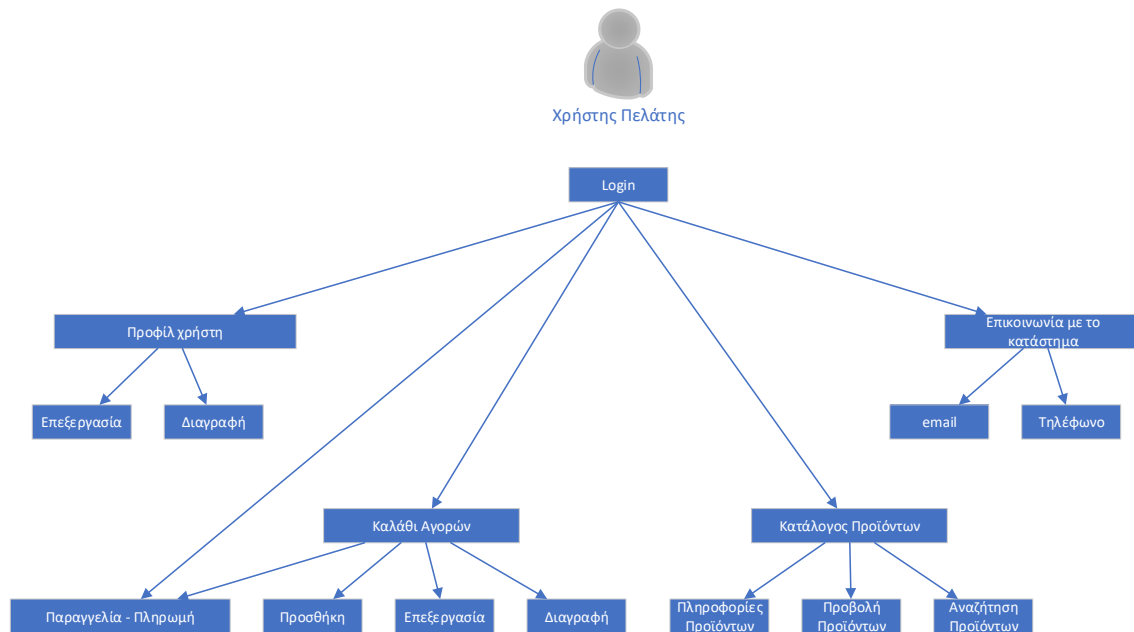 Χρήστης Πελάτης
Login
Προφίλ χρήστη
Επικοινωνία με το
κατάστημα
Επεξεργασία
Διαγραφή
email
Τηλέφωνο
Καλάθι Αγορών
Κατάλογος Προϊόντων
Παραγγελία - Πληρωμή
Προσθήκη
Επεξεργασία
Διαγραφή
Πληροφορίες
Προϊόντων
Προβολή
Προϊόντων
Αναζήτηση
Προϊόντων